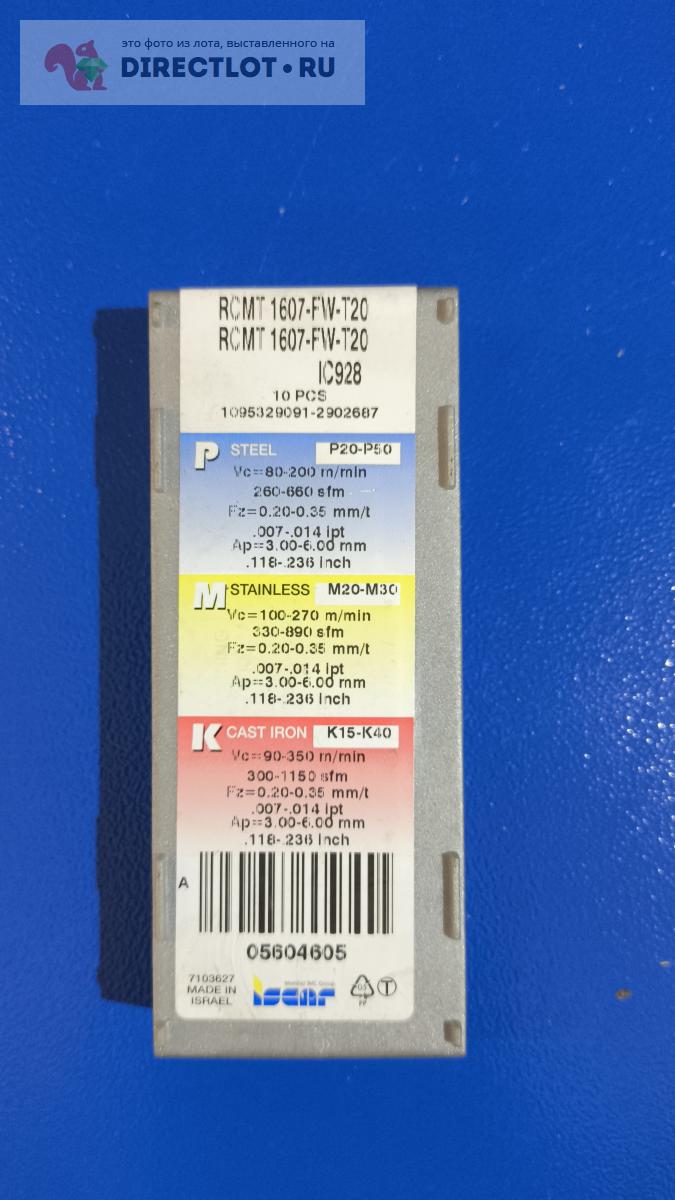 это фото из лота, выставленного на
DIRECTLOT.RU
RCMT 1607-FW-T20
RCMT 1607-FW-T20
IC928
10 PCS
1095329091-2902687
P STEEL P20-P50
Vc=80-200 m/min
260-660 sfm
Fz=0.20-0.35 mm/t
.007-.014 ipt
Ap=3.00-6.00 mm
.118-.236 inch
M STAINLESS M20-M30
Vc=100-270 m/min
330-890 sfm
Fz=0.20-0.35 mm/t
.007-.014 ipt
Ap=3.00-6.00 mm
.118-.236 inch
K CAST IRON K15-K40
Vc=90-350 m/min
300-1150 sfm
Fz=0.20-0.35 mm/t
.007-.014 ipt
Ap=3.00-6.00 mm
.118-.236 inch
A
05604605
7103627
MADE IN
ISRAEL
Member IMC Group
iscar
05
PP
T